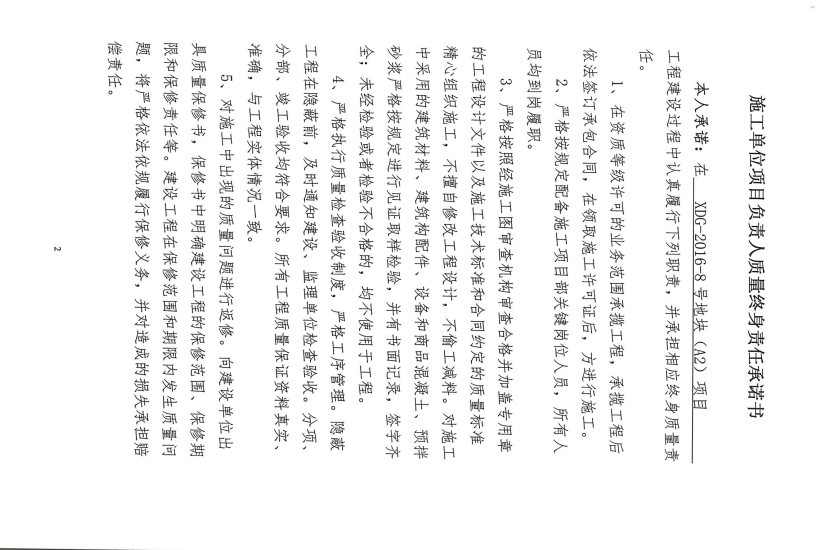 施工单位项目负责人质量终身责任承诺书
本人承诺：在 XDG-2016-8 号地块（A2）项目
工程建设过程中认真履行下列职责，并承担相应终身质量责
任。
1、在资质等级许可的业务范围承揽工程，承揽工程后
依法签订承包合同，在领取施工许可证后，方进行施工。
2、严格按规定配备施工项目部关键岗位人员，所有人
员均到岗履职。
3、严格按照经施工图审查机构审查合格并加盖专用章
的工程设计文件以及施工技术标准和合同约定的质量标准
精心组织施工，不擅自修改工程设计，不偷工减料。对施工
中采用的建筑材料、建筑构配件、设备和商品混凝土、预拌
砂浆严格按规定进行见证取样检验，并有书面记录，签字齐
全；未经检验或者检验不合格的，均不使用于工程。
4、严格执行质量检查验收制度，严格工序管理。隐蔽
工程在隐蔽前，及时通知建设、监理单位检查验收。分项、
分部、竣工验收均符合要求。所有工程质量保证资料真实、
准确，与工程实体情况一致。
5、对施工中出现的质量问题进行返修。向建设单位出
具质量保修书，保修书中明确建设工程的保修范围、保修期
限和保修责任等。建设工程在保修范围和期限内发生质量问
题，将严格依法依规履行保修义务，并对造成的损失承担赔
偿责任。
2